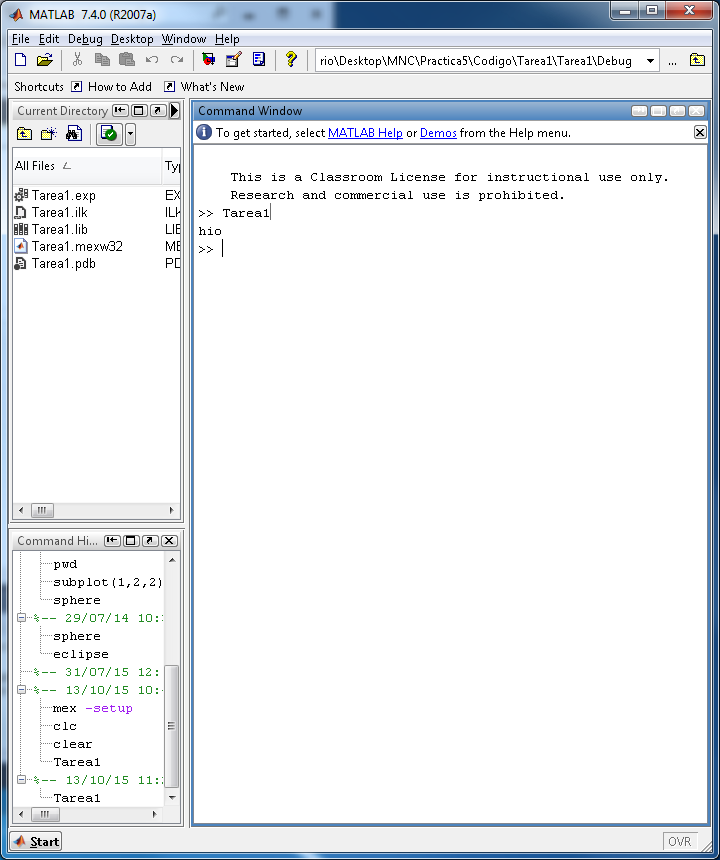 MATLAB 7.4.0 (R2007a)
File Edit Debug Desktop Window Help
rio\Desktop\MNC\Practica5\Codigo\Tarea1\Tarea1\Debug
...
Shortcuts How to Add What's New
Current Directory
All Files Ty
Tarea1.exp EX
Tarea1.ilk ILK
Tarea1.lib LIE
Tarea1.mexw32 ME
Tarea1.pdb PD
Command Window
To get started, select MATLAB Help or Demos from the Help menu.
This is a Classroom License for instructional use only.
Research and commercial use is prohibited.
>> Tarea1
hio
>>
Command Hi...
pwd
subplot(1,2,2)
sphere
%-- 29/07/14 10:
sphere
eclipse
%-- 31/07/15 12:
%-- 13/10/15 10:
mex -setup
clc
clear
Tarea1
%-- 13/10/15 11:
Tarea1
Start
OVR